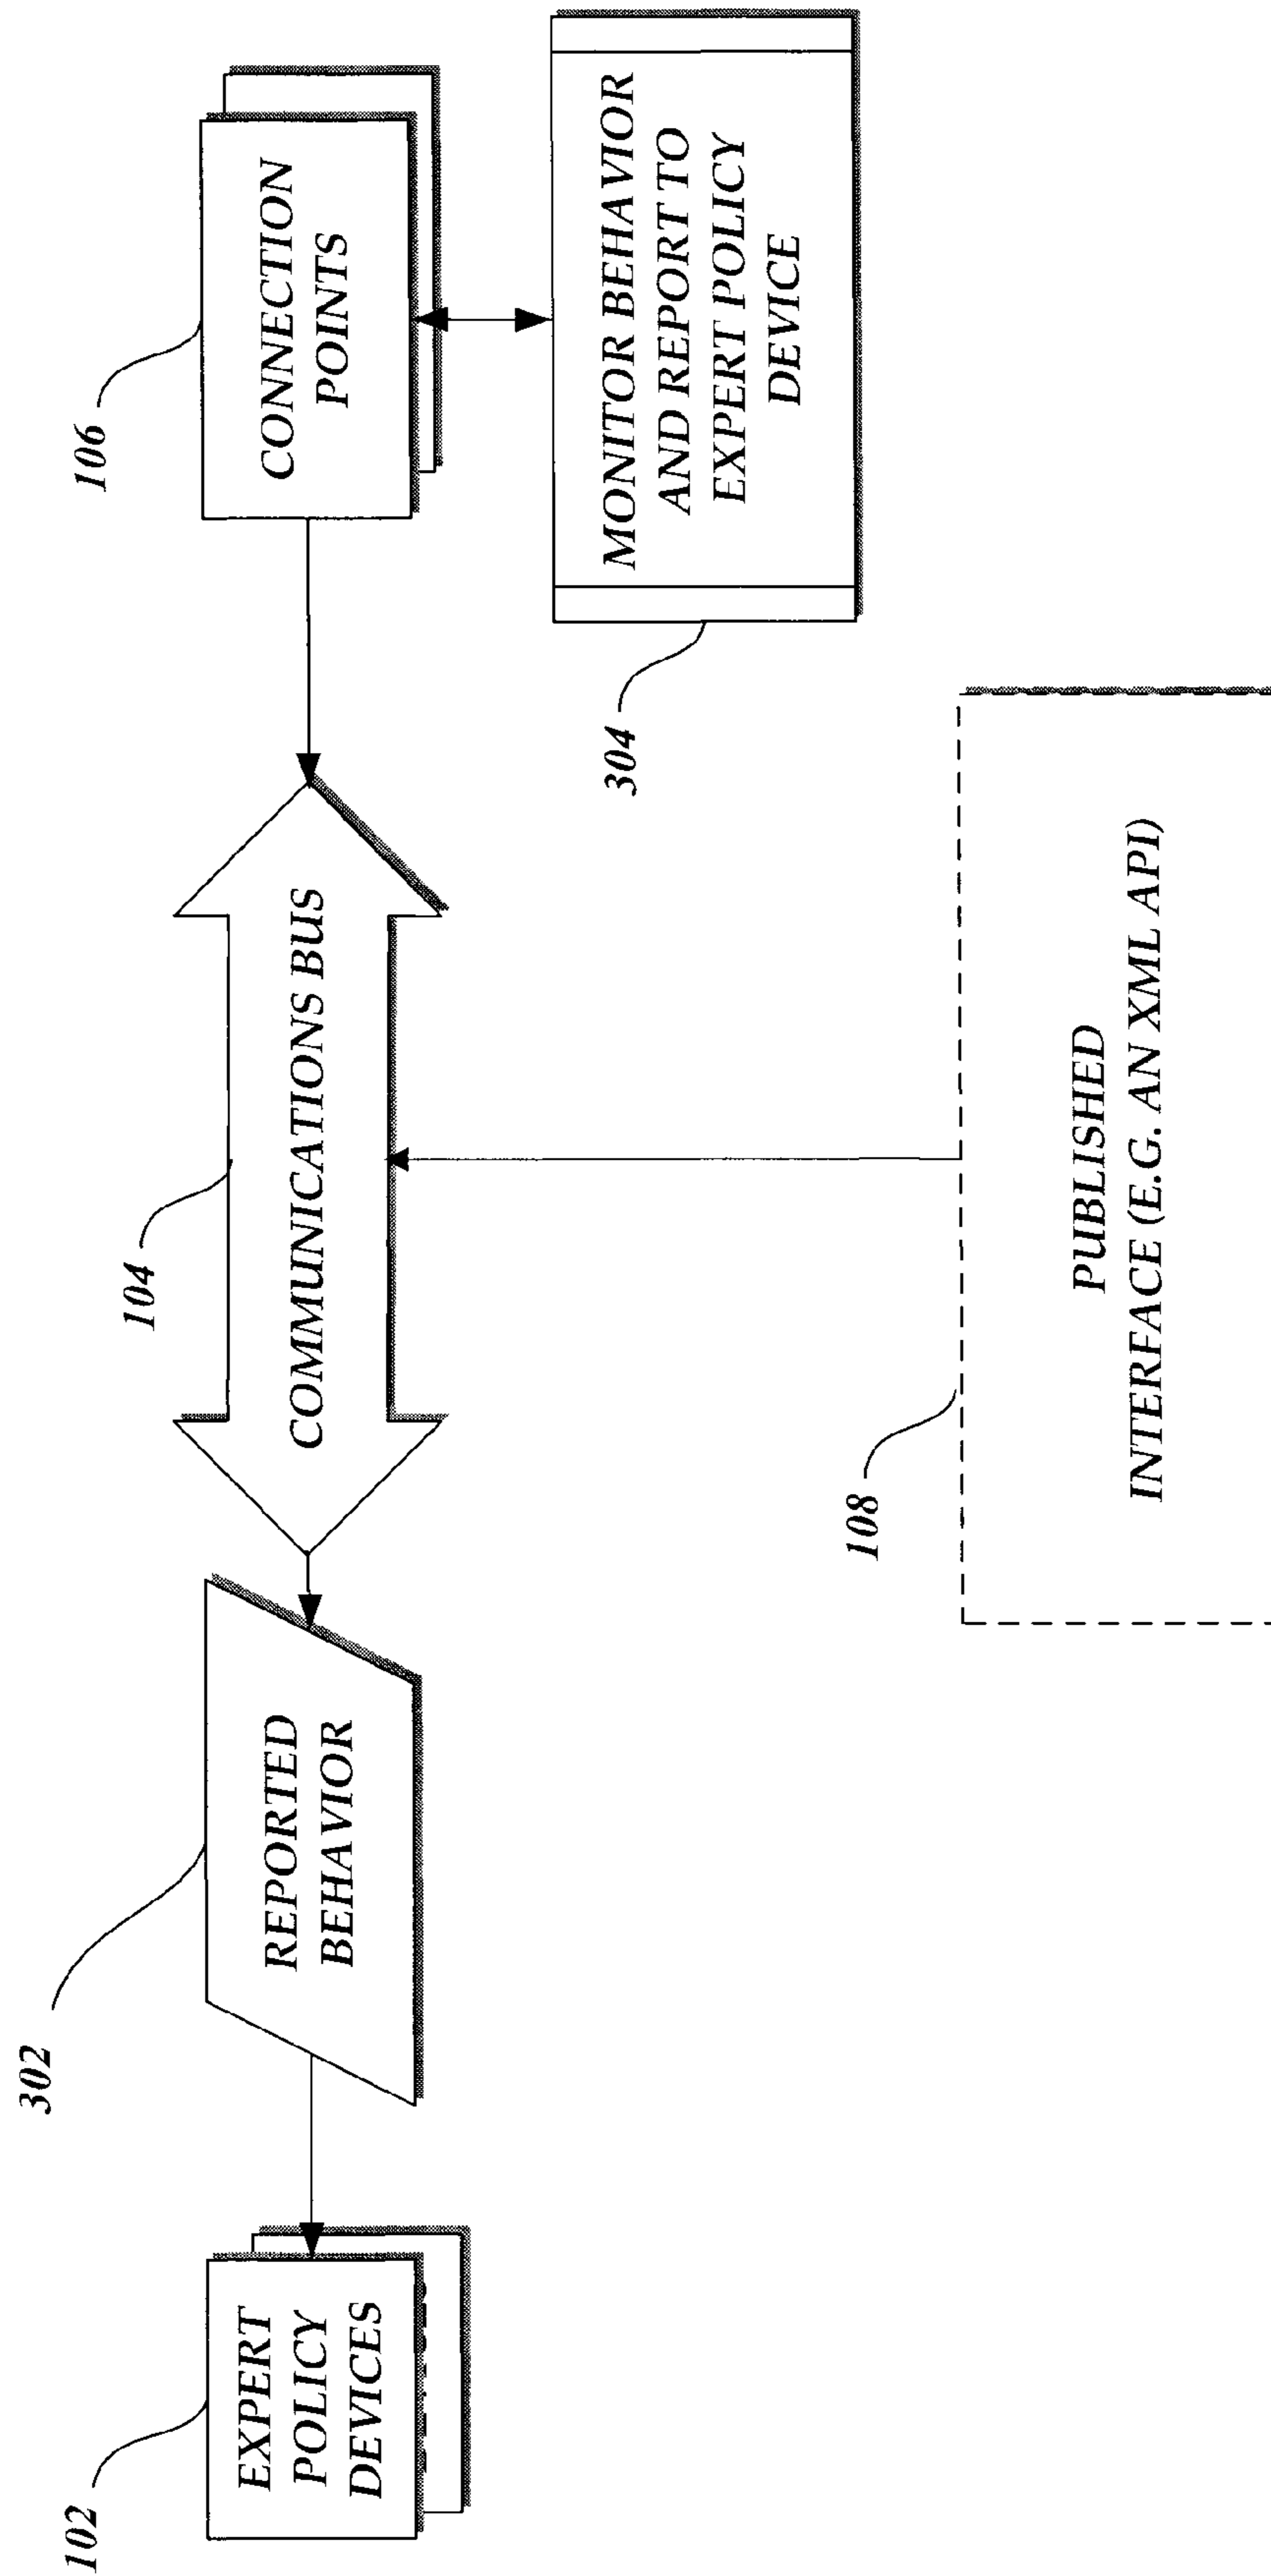 102
EXPERT
POLICY
DEVICES
302
REPORTED
BEHAVIOR
104
COMMUNICATIONS BUS
106
CONNECTION
POINTS
108
PUBLISHED
INTERFACE (E.G. AN XML API)
304
MONITOR BEHAVIOR
AND REPORT TO
EXPERT POLICY
DEVICE